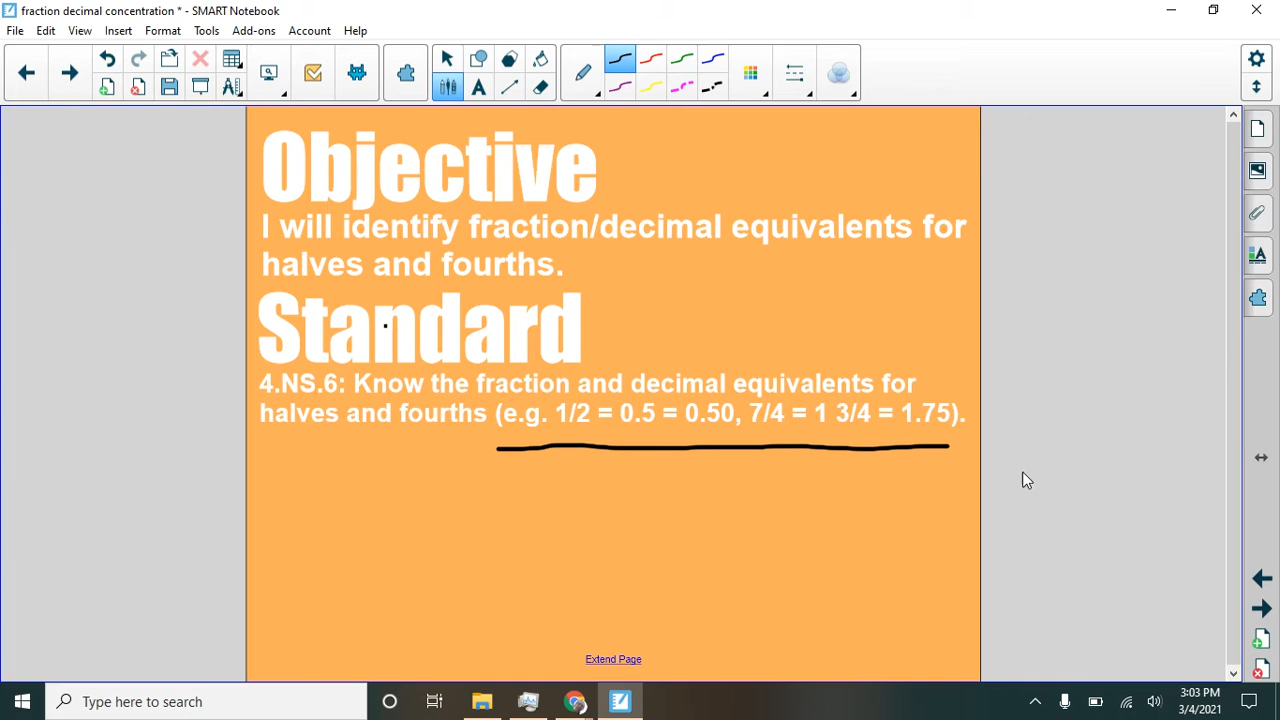 fraction decimal concentration * - SMART Notebook
File Edit View Insert Format Tools Add-ons Account Help
Objective
I will identify fraction/decimal equivalents for
halves and fourths.
Standard
4.NS.6: Know the fraction and decimal equivalents for
halves and fourths (e.g. 1/2 = 0.5 = 0.50, 7/4 = 1 3/4 = 1.75).
Extend Page
Type here to search
3:03 PM
3/4/2021